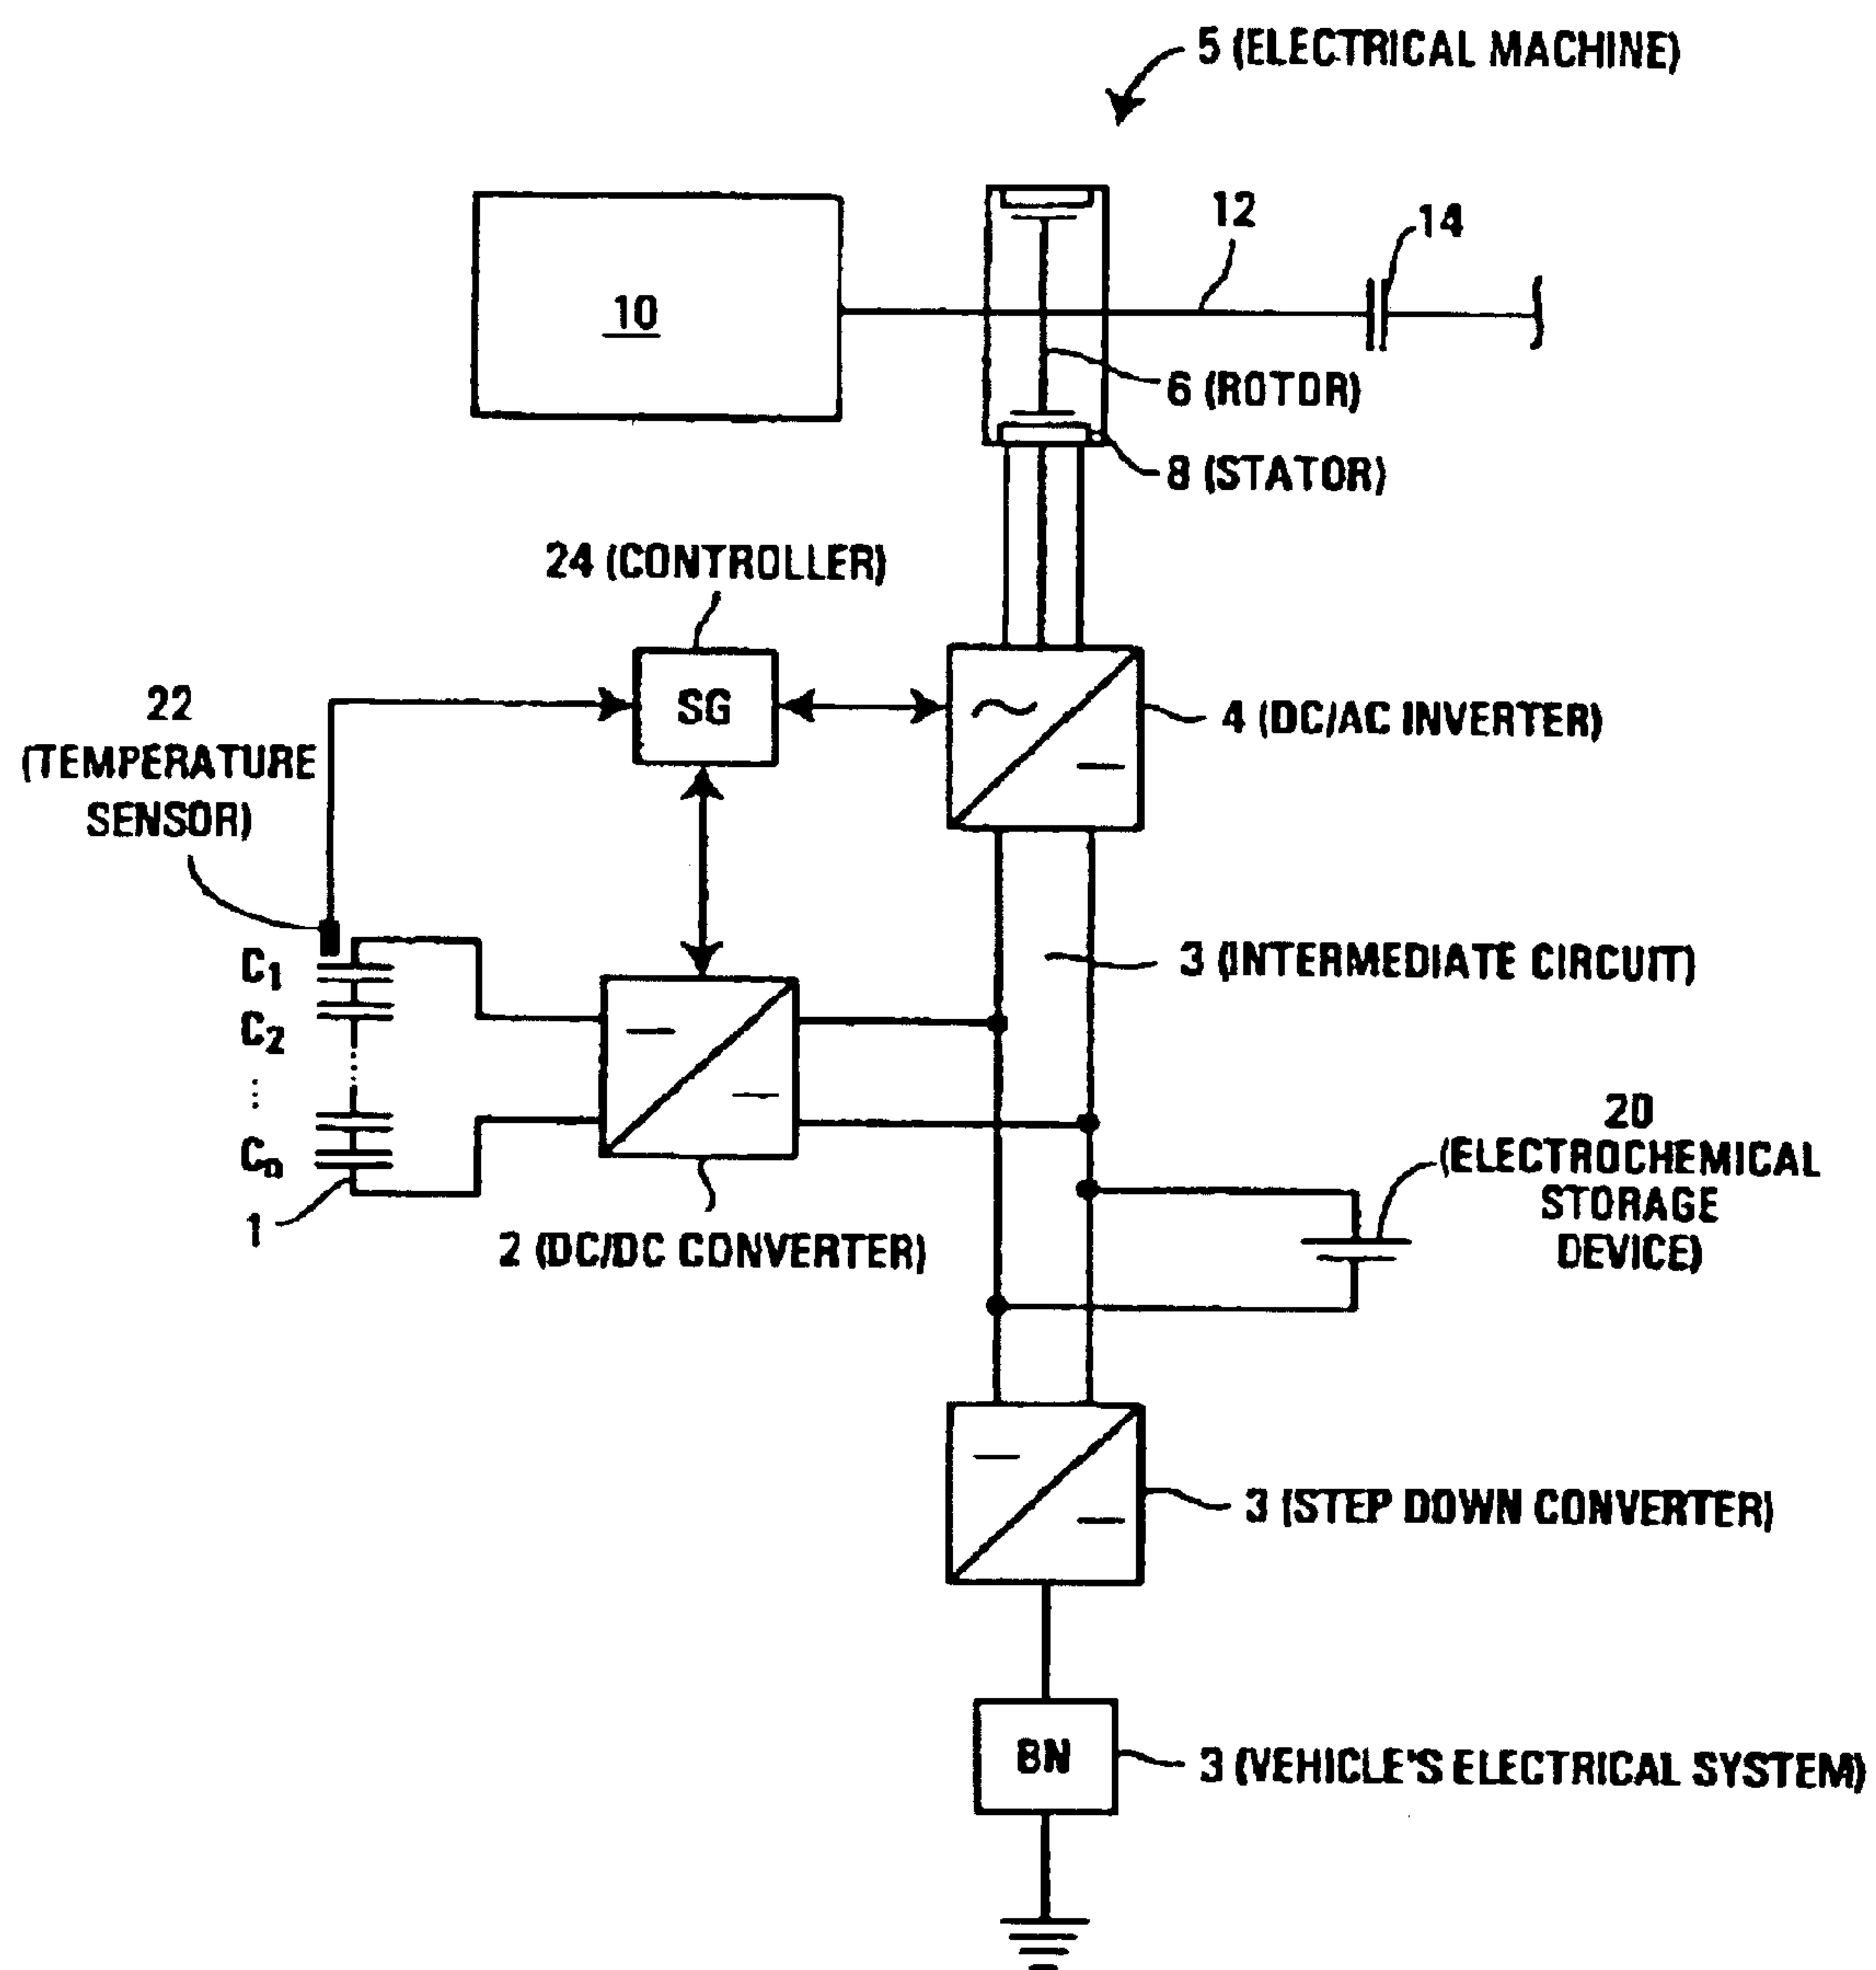 5 (ELECTRICAL MACHINE)
12
14
10
6 (ROTOR)
8 (STATOR)
24 (CONTROLLER)
22
(TEMPERATURE
SENSOR)
SG
4 (DC/AC INVERTER)
C1
C2
Cn
1
3 (INTERMEDIATE CIRCUIT)
2 (DC/DC CONVERTER)
20
(ELECTROCHEMICAL
STORAGE
DEVICE)
3 (STEP DOWN CONVERTER)
BN
3 (VEHICLE'S ELECTRICAL SYSTEM)